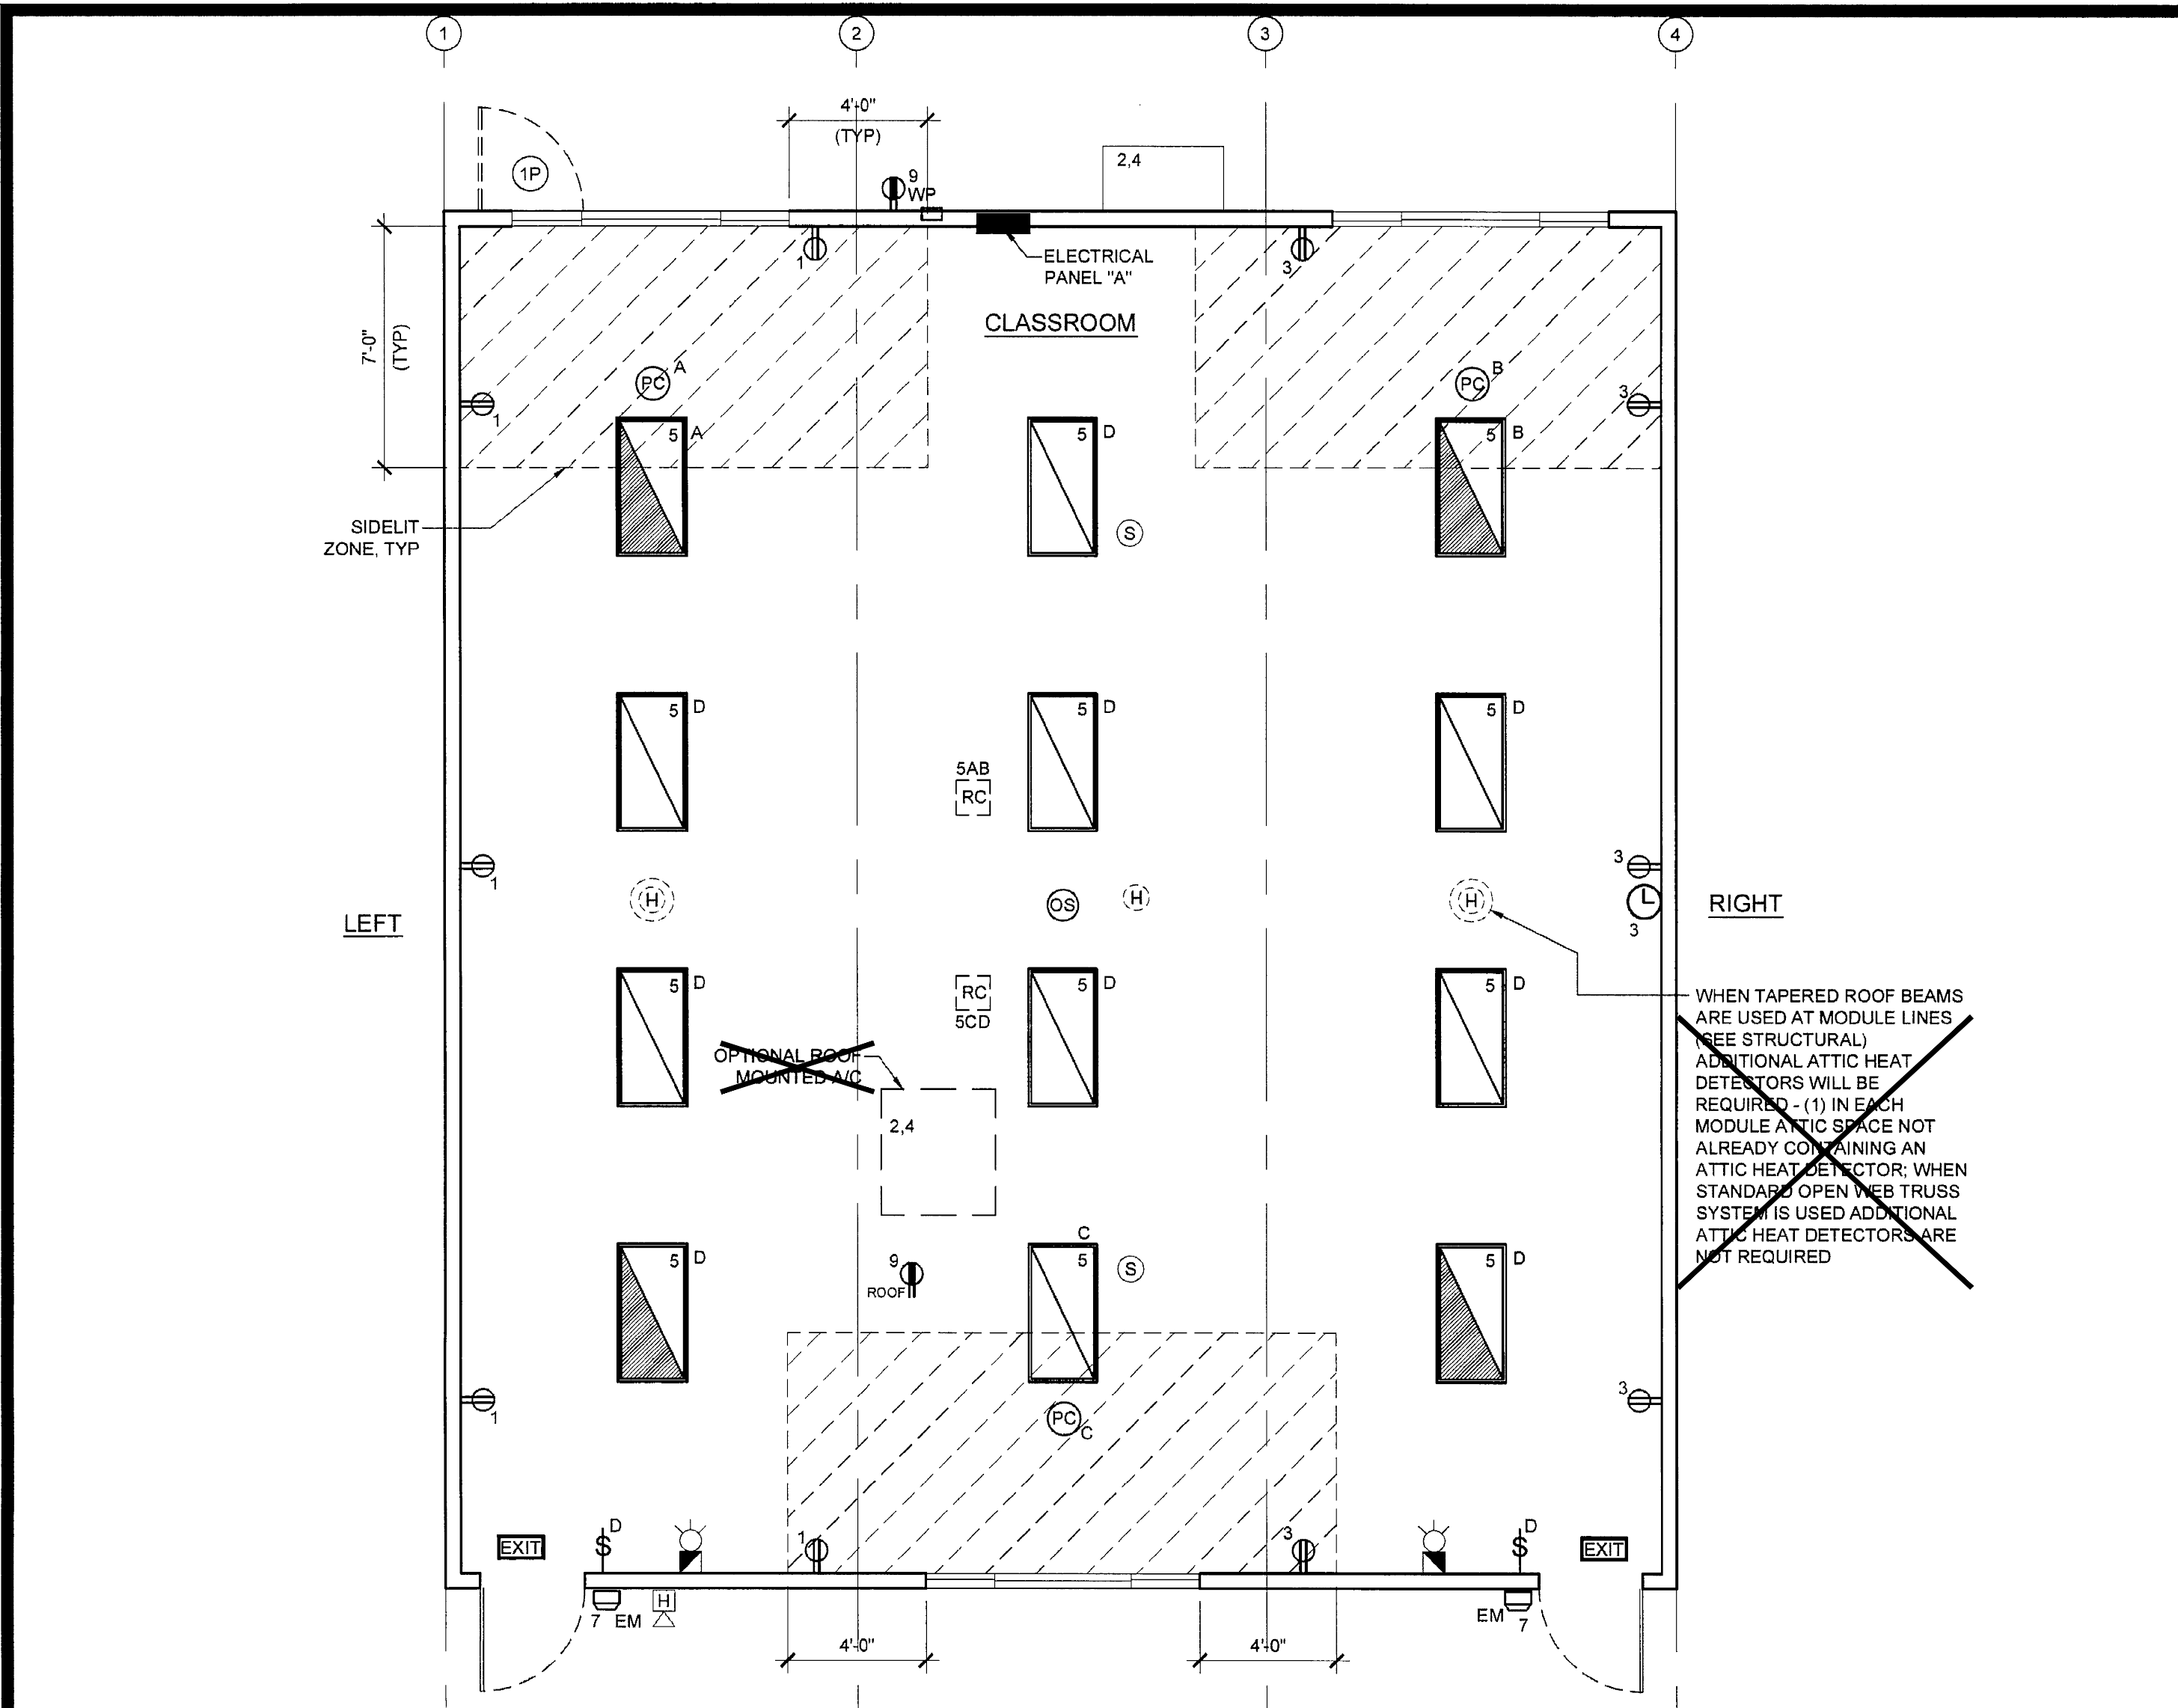 1
2
3
4
4'-0"
(TYP)
1P
2,4
9
WP
1
ELECTRICAL
PANEL "A"
3
CLASSROOM
7'-0"
(TYP)
PC A
PC B
1
3
5 A
5 D
5 B
SIDELIT
ZONE, TYP
S
5 D
5 D
5 D
5AB
RC
1
3
H
OS
H
H
3
LEFT
RIGHT
5 D
RC
5CD
5 D
5 D
OPTIONAL ROOF
MOUNTED A/C
2,4
WHEN TAPERED ROOF BEAMS
ARE USED AT MODULE LINES
(SEE STRUCTURAL)
ADDITIONAL ATTIC HEAT
DETECTORS WILL BE
REQUIRED - (1) IN EACH
MODULE ATTIC SPACE NOT
ALREADY CONTAINING AN
ATTIC HEAT DETECTOR; WHEN
STANDARD OPEN WEB TRUSS
SYSTEM IS USED ADDITIONAL
ATTIC HEAT DETECTORS ARE
NOT REQUIRED
5 D
9
ROOF
C
5
S
5 D
1
3
PC C
EXIT
S D
1
3
S D
EXIT
7 EM
H
EM 7
4'-0"
4'-0"